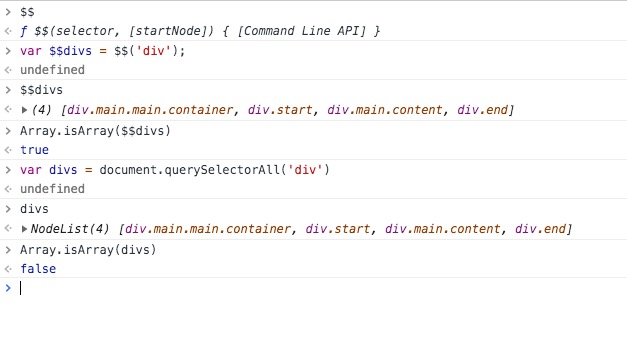 $$
ƒ $$(selector, [startNode]) { [Command Line API] }
var $$divs = $$('div');
undefined
$$divs
(4) [div.main.main.container, div.start, div.main.content, div.end]
Array.isArray($$divs)
true
var divs = document.querySelectorAll('div')
undefined
divs
NodeList(4) [div.main.main.container, div.start, div.main.content, div.end]
Array.isArray(divs)
false